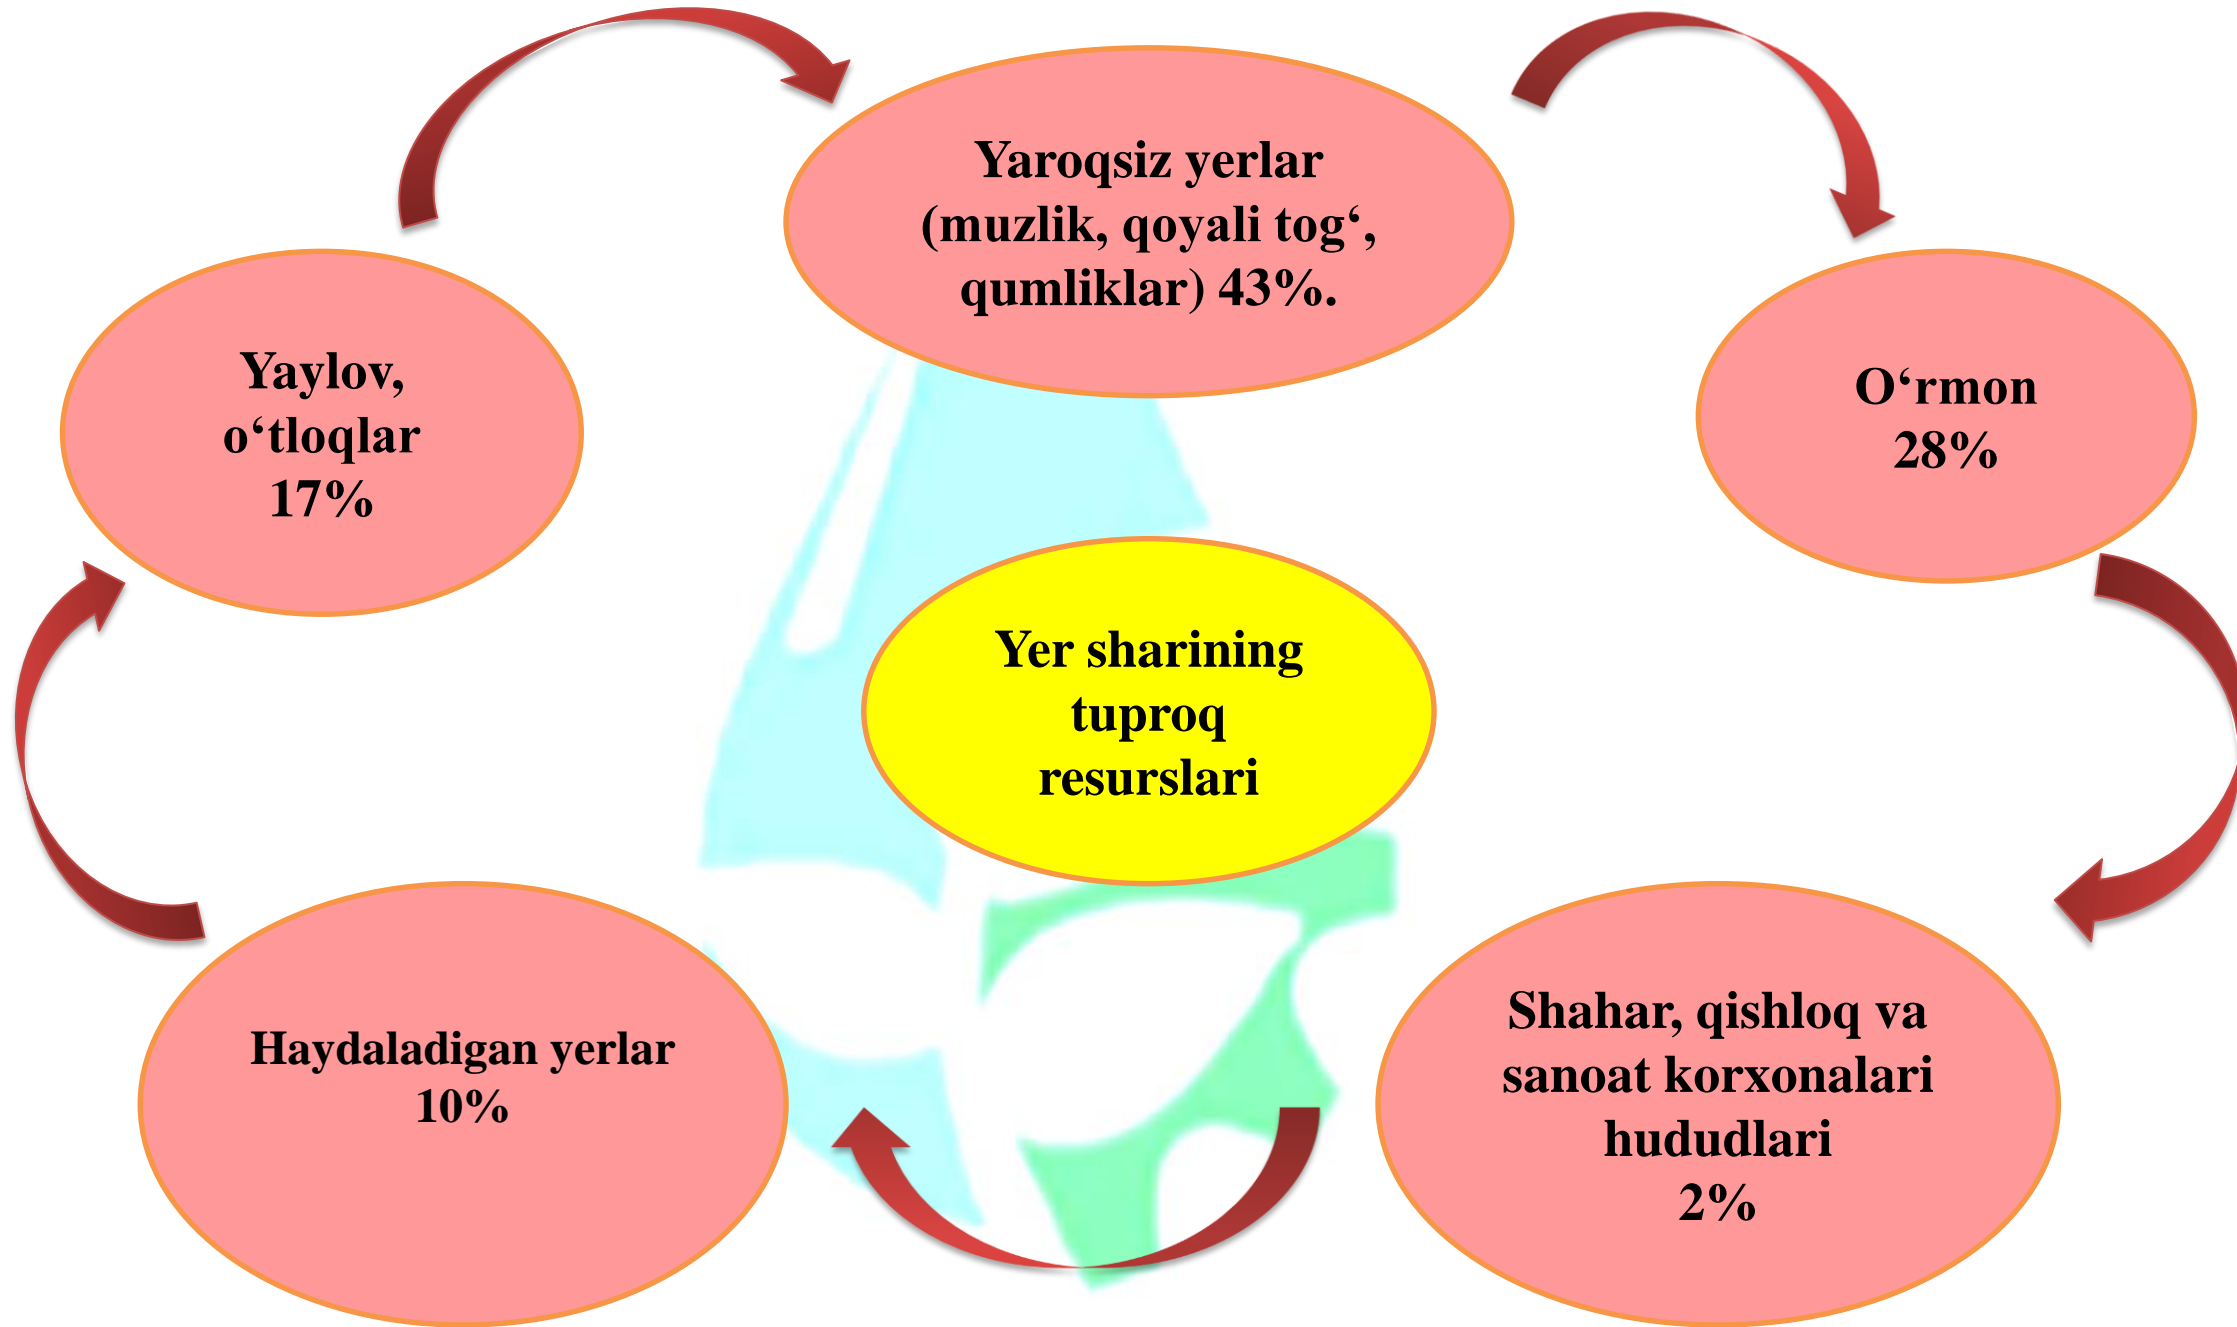 Yaroqsiz yerlar
(muzlik, qoyali tog‘,
qumliklar) 43%.
Yaylov,
o‘tloqlar
17%
O‘rmon
28%
Yer sharining
tuproq
resurslari
Haydaladigan yerlar
10%
Shahar, qishloq va
sanoat korxonalari
hududlari
2%